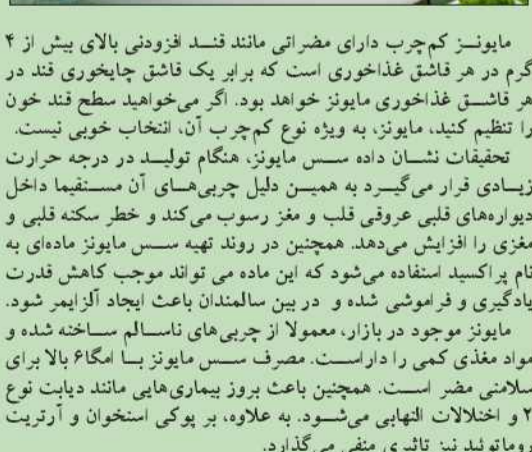 مایونز کم‌چرب دارای مضراتی مانند قند افزودنی بالای بیش از ۴
گرم در هر قاشق غذاخوری است که برابر یک قاشق چایخوری قند در
هر قاشق غذاخوری مایونز خواهد بود. اگر می‌خواهید سطح قند خون
را تنظیم کنید، مایونز، به ویژه نوع کم‌چرب آن، انتخاب خوبی نیست.
تحقیقات نشان داده سس مایونز، هنگام تولید در درجه حرارت
زیادی قرار می‌گیرد به همین دلیل چربی‌های آن مستقیما داخل
دیواره‌های قلبی عروقی قلب و مغز رسوب می‌کند و خطر سکته قلبی و
مغزی را افزایش می‌دهد. همچنین در روند تهیه سس مایونز ماده‌ای به
نام پراکسید استفاده می‌شود که این ماده می تواند موجب کاهش قدرت
یادگیری و فراموشی شده و در بین سالمندان باعث ایجاد آلزایمر شود.
مایونز موجود در بازار، معمولا از چربی های ناسالم ساخته شده و
مواد مغذی کمی را داراست. مصرف سس مایونز با امگا۶ بالا برای
سلامتی مضر است. همچنین باعث بروز بیماری‌هایی مانند دیابت نوع
۲ و اختلالات التهابی می‌شود. به علاوه، بر پوکی استخوان و آرتریت
روماتوئید نیز تاثیری منفی می‌گذارد.